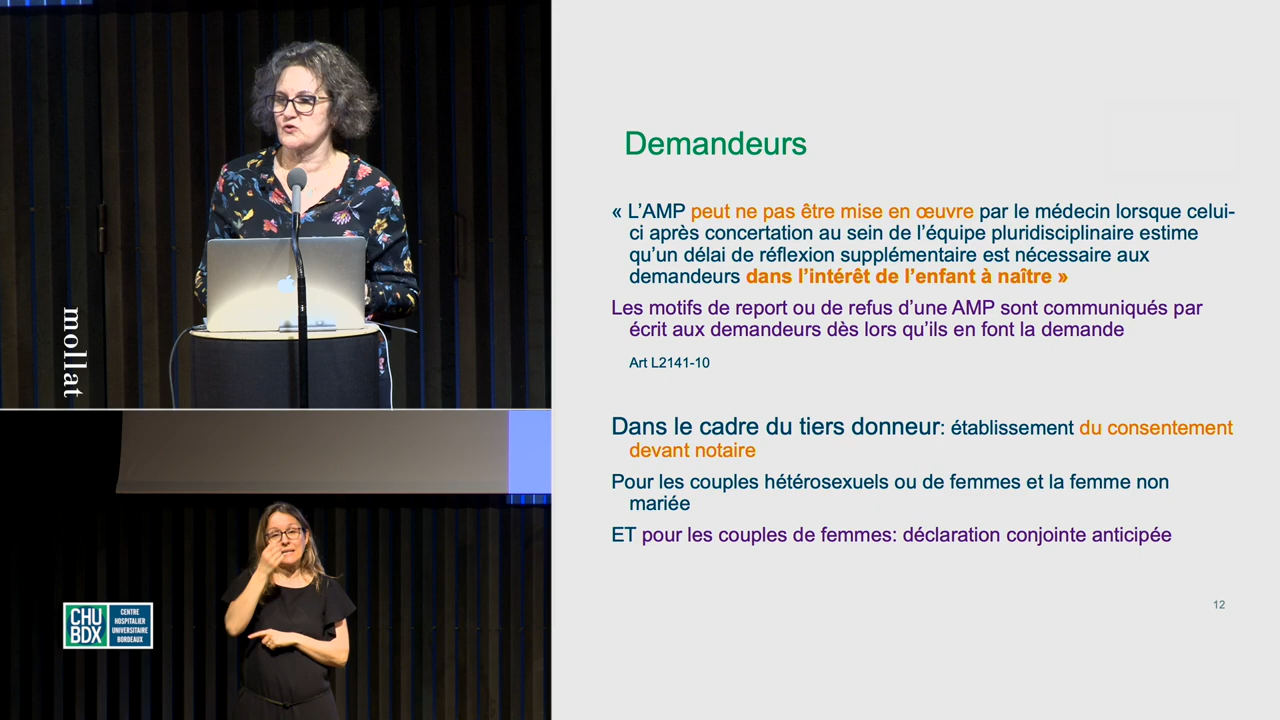 mollat
CHU
BDX
CENTRE
HOSPITALIER
UNIVERSITAIRE
BORDEAUX
Demandeurs
« L’AMP peut ne pas être mise en œuvre par le médecin lorsque celui-
ci après concertation au sein de l’équipe pluridisciplinaire estime
qu’un délai de réflexion supplémentaire est nécessaire aux
demandeurs dans l’intérêt de l’enfant à naître »
Les motifs de report ou de refus d’une AMP sont communiqués par
écrit aux demandeurs dès lors qu’ils en font la demande
Art L2141-10
Dans le cadre du tiers donneur: établissement du consentement
devant notaire
Pour les couples hétérosexuels ou de femmes et la femme non
mariée
ET pour les couples de femmes: déclaration conjointe anticipée
12